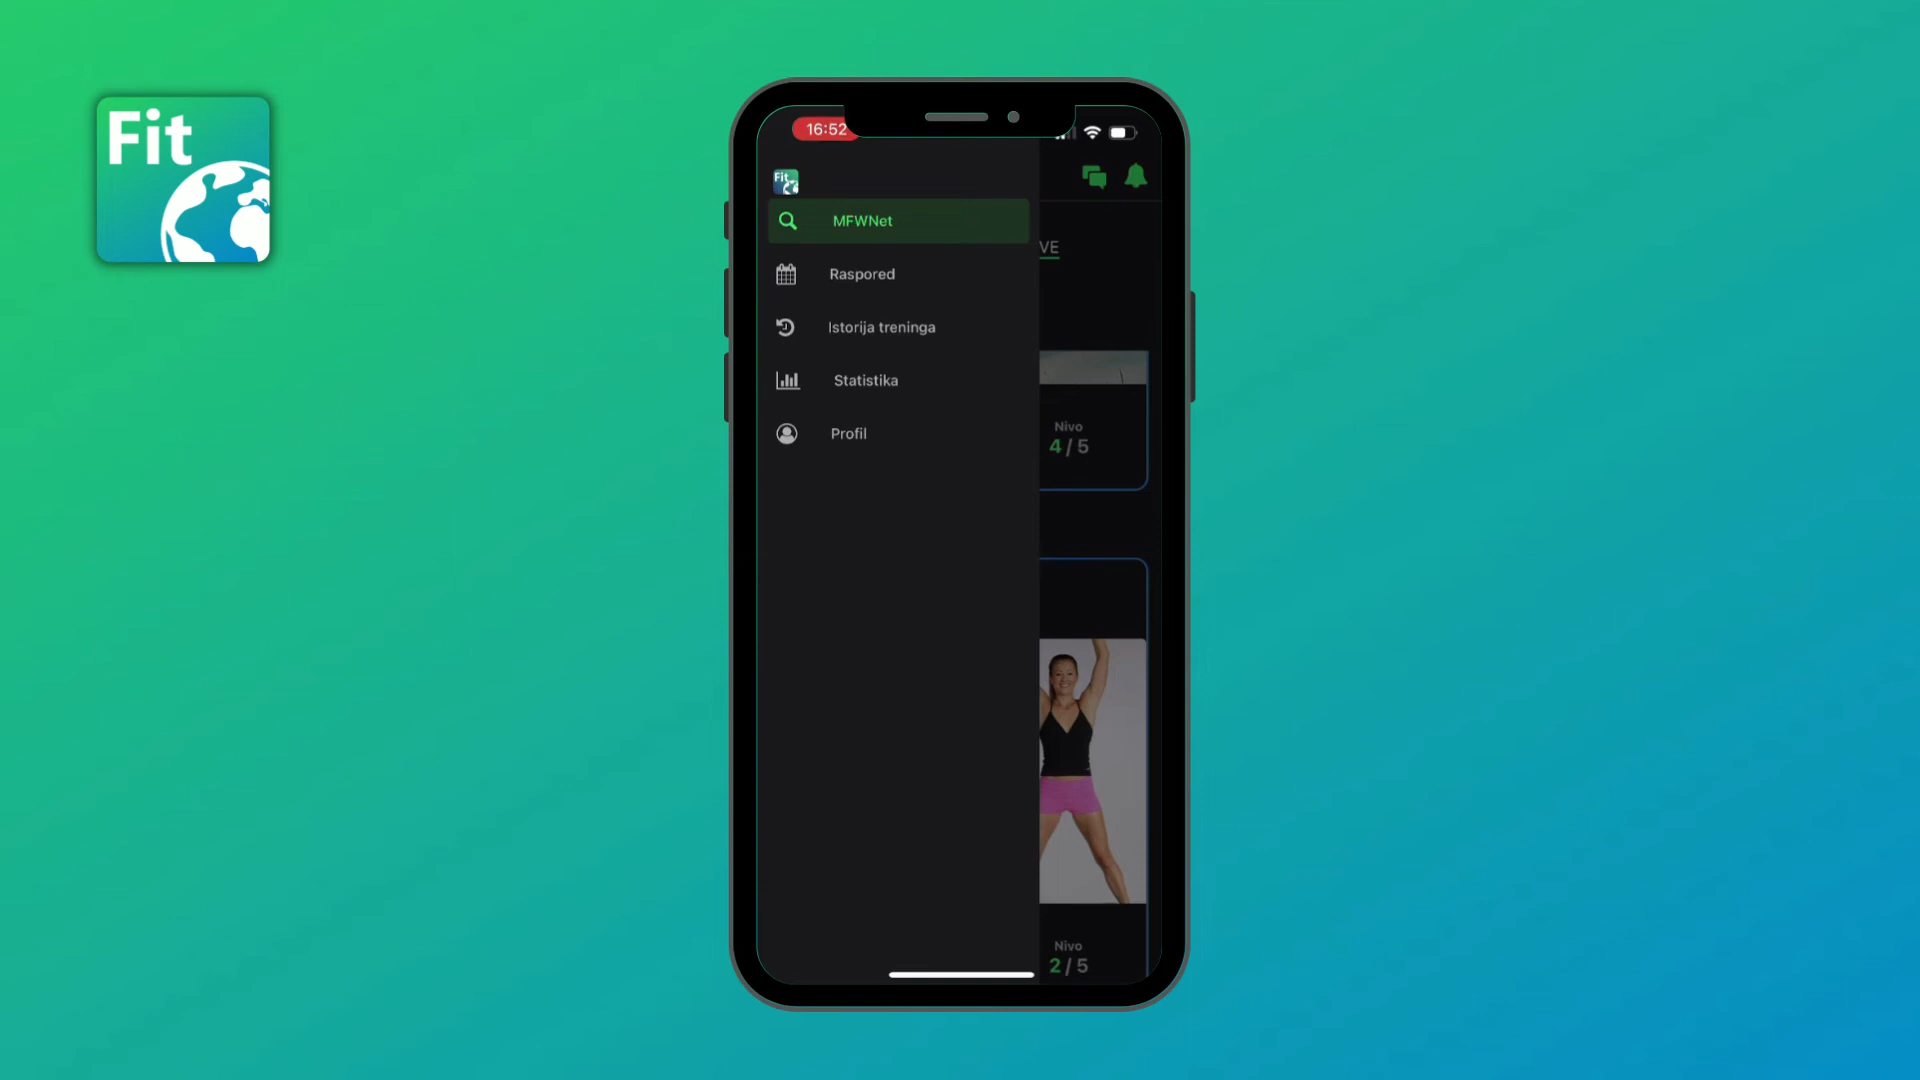 Fit
16:52
Fit
MFWNet
VE
Raspored
Istorija treninga
Statistika
Profil
Nivo
4 / 5
Nivo
2 / 5